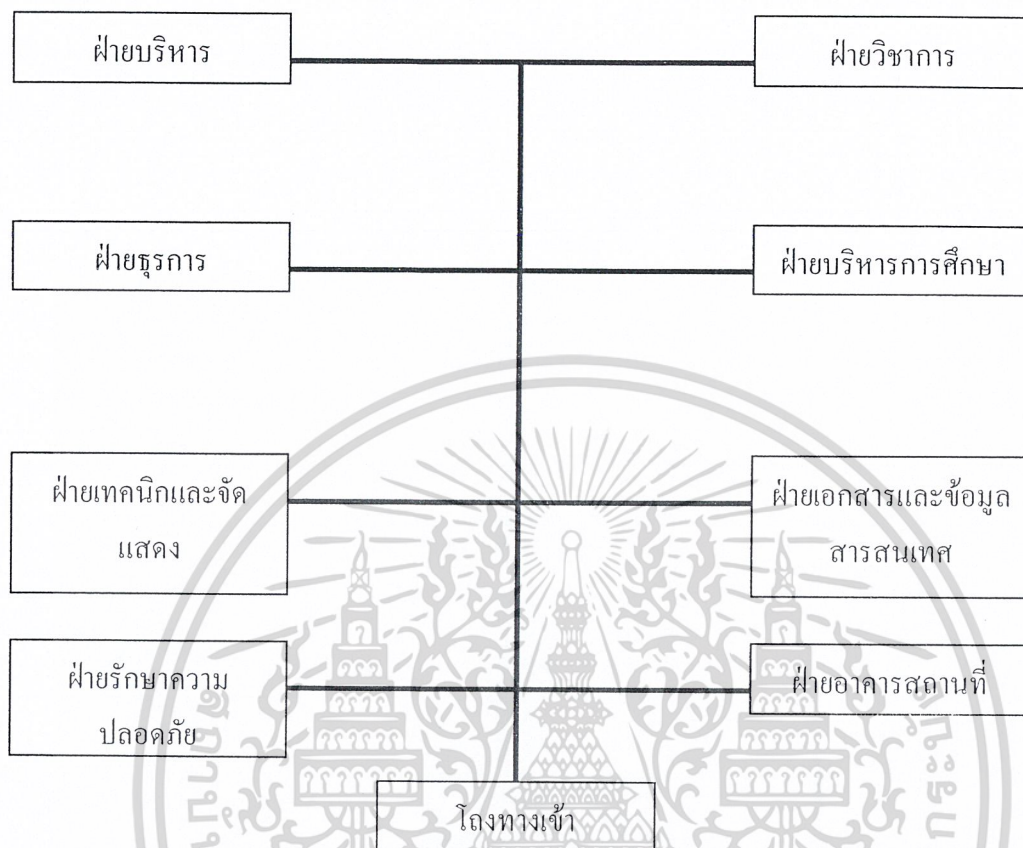 ฝ่ายบริหาร
ฝ่ายวิชาการ
ฝ่ายธุรการ
ฝ่ายบริหารการศึกษา
ฝ่ายเทคนิกและจัด
แสดง
ฝ่ายเอกสารและข้อมูล
สารสนเทศ
ฝ่ายรักษาความ
ปลอดภัย
ฝ่ายอาคารสถานที่
โถงทางเข้า